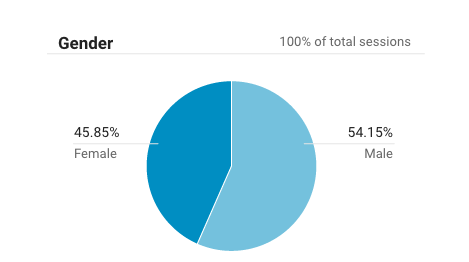 Gender
100% of total sessions
45.85%
Female
54.15%
Male